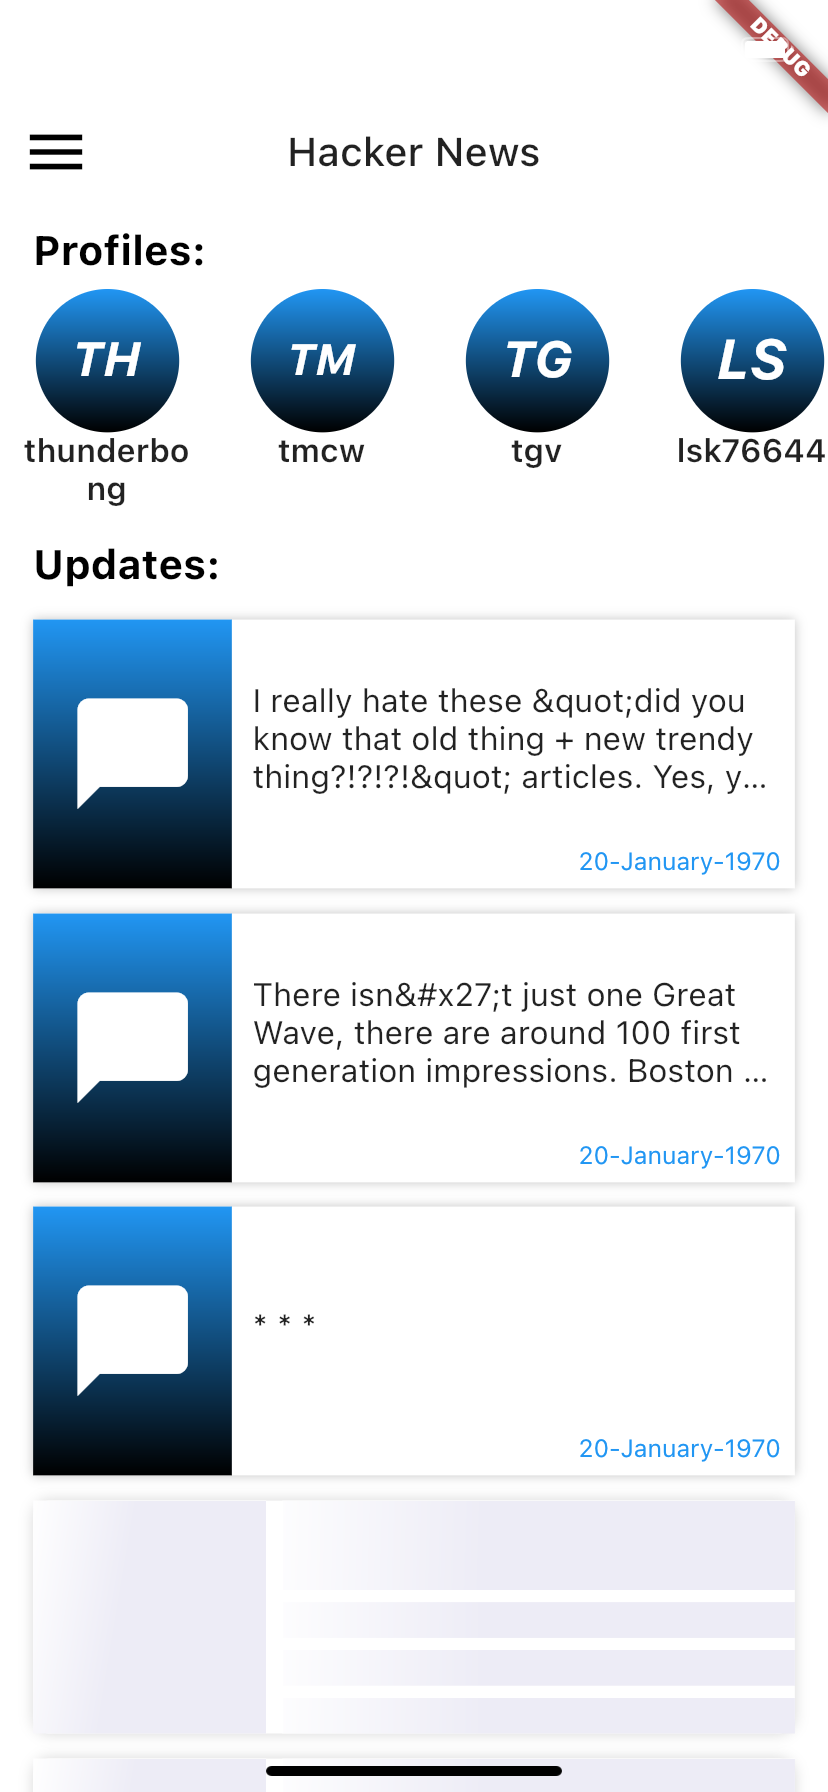 DEBUG
Hacker News
Profiles:
TH
TM
TG
LS
thunderbo
ng
tmcw
tgv
lsk76644
Updates:
I really hate these &quot;did you
know that old thing + new trendy
thing?!?!?!&quot; articles. Yes, y...
20-January-1970
There isn&#x27;t just one Great
Wave, there are around 100 first
generation impressions. Boston ...
20-January-1970
* * *
20-January-1970